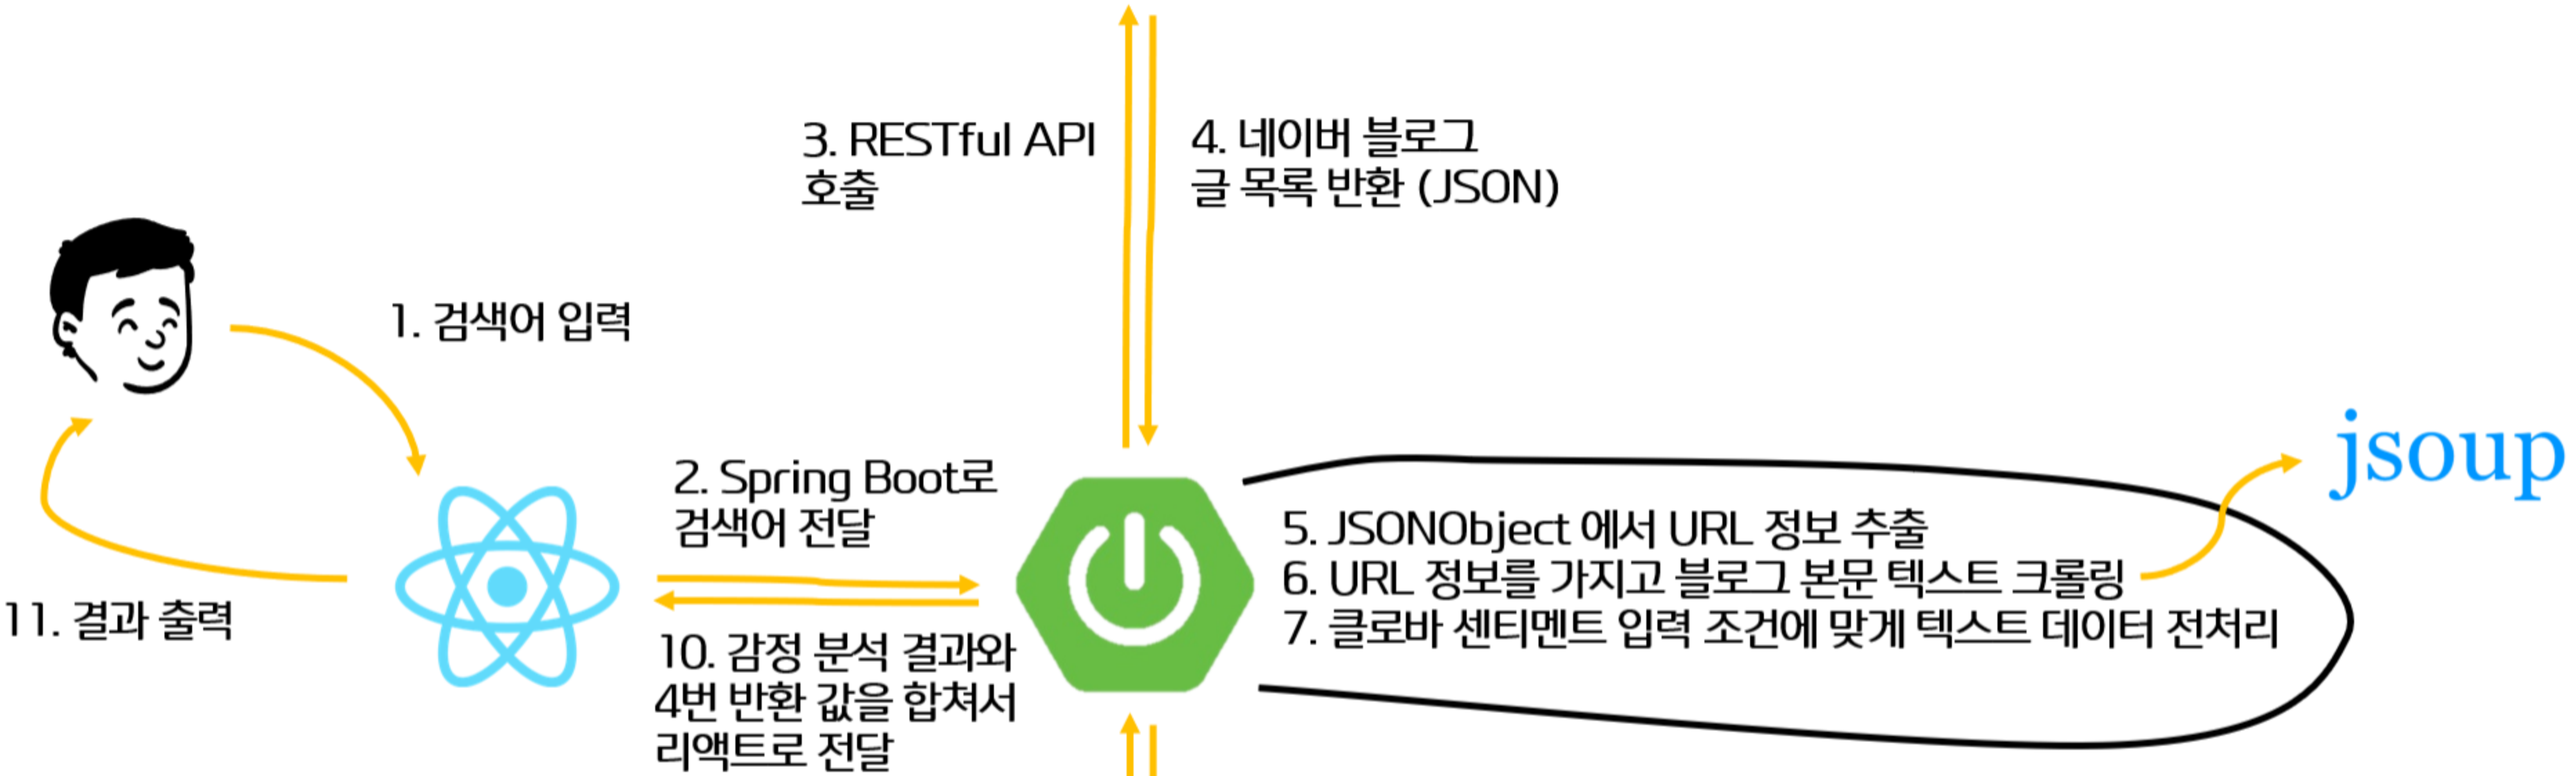 3. RESTful API
호출
4. 네이버 블로그
글 목록 반환 (JSON)
1. 검색어 입력
2. Spring Boot로
검색어 전달
jsoup
5. JSONObject 에서 URL 정보 추출
6. URL 정보를 가지고 블로그 본문 텍스트 크롤링
7. 클로바 센티멘트 입력 조건에 맞게 텍스트 데이터 전처리
11. 결과 출력
10. 감정 분석 결과와
4번 반환 값을 합쳐서
리액트로 전달